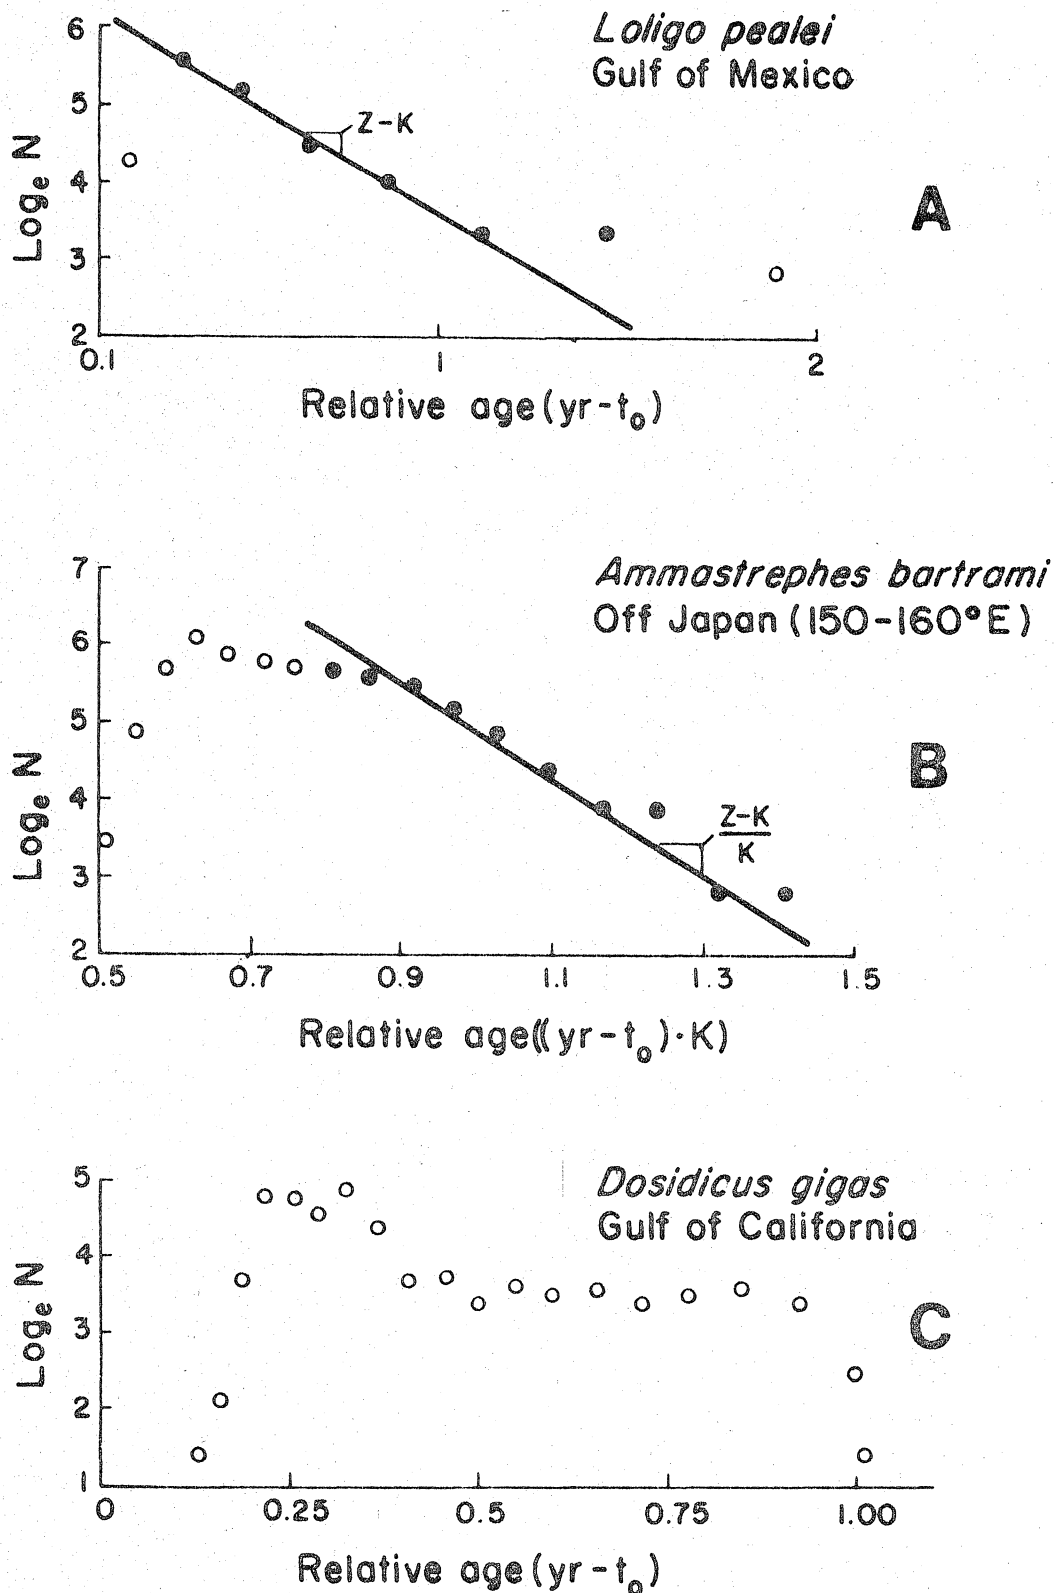 Loligo pealei
Gulf of Mexico
6
5
4
3
2
Logₑ N
Z-K
A
0.1
1
2
Relative age (yr-t₀)
Ammastrephes bartrami
Off Japan (150-160°E)
7
6
5
4
3
2
Logₑ N
Z-K
K
B
0.5
0.7
0.9
1.1
1.3
1.5
Relative age((yr-t₀)·K)
Dosidicus gigas
Gulf of California
5
4
3
2
1
Logₑ N
C
0
0.25
0.5
0.75
1.00
Relative age (yr-t₀)